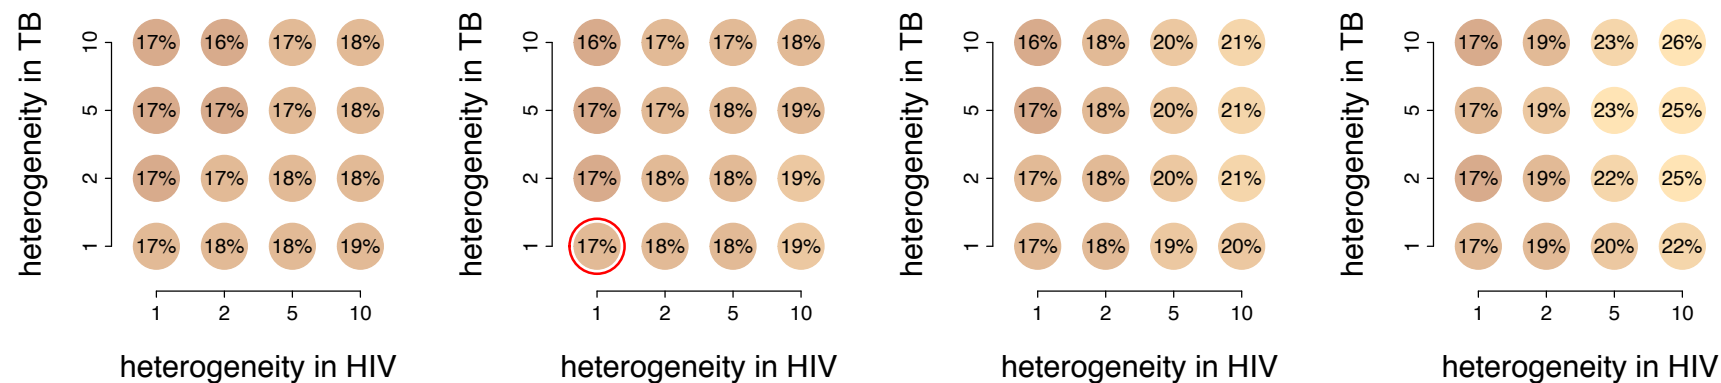 heterogeneity in TB
10 17% 16% 17% 18%
5 17% 17% 17% 18%
2 17% 17% 18% 18%
1 17% 18% 18% 19%
1 2 5 10
heterogeneity in HIV
heterogeneity in TB
10 16% 17% 17% 18%
5 17% 17% 18% 19%
2 17% 18% 18% 19%
1 17% 18% 18% 19%
1 2 5 10
heterogeneity in HIV
heterogeneity in TB
10 16% 18% 20% 21%
5 17% 18% 20% 21%
2 17% 18% 20% 21%
1 17% 18% 19% 20%
1 2 5 10
heterogeneity in HIV
heterogeneity in TB
10 17% 19% 23% 26%
5 17% 19% 23% 25%
2 17% 19% 22% 25%
1 17% 19% 20% 22%
1 2 5 10
heterogeneity in HIV